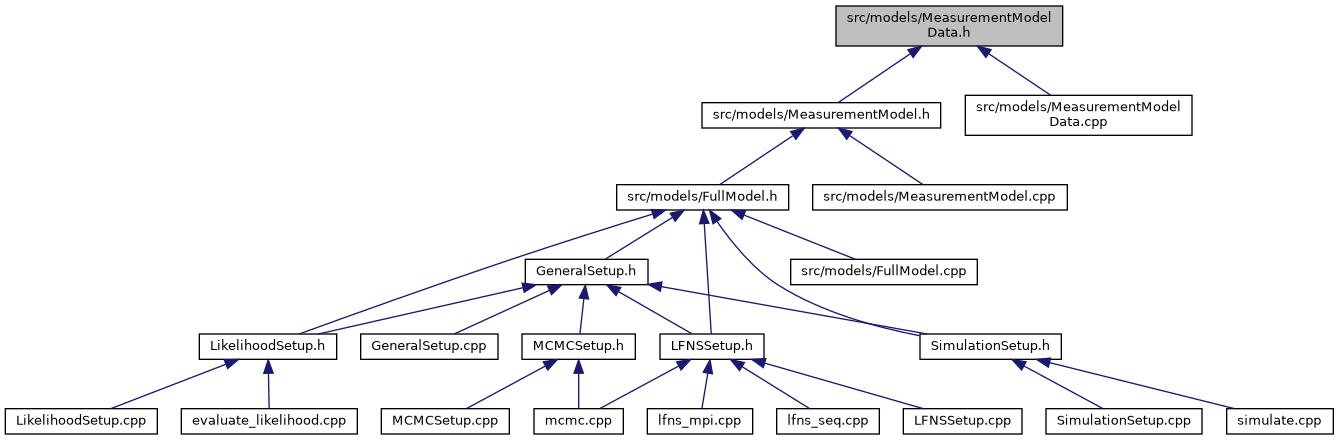 src/models/MeasurementModel
Data.h
src/models/MeasurementModel.h
src/models/MeasurementModel
Data.cpp
src/models/FullModel.h
src/models/MeasurementModel.cpp
GeneralSetup.h
src/models/FullModel.cpp
LikelihoodSetup.h
GeneralSetup.cpp
MCMCSetup.h
LFNSSetup.h
SimulationSetup.h
LikelihoodSetup.cpp
evaluate_likelihood.cpp
MCMCSetup.cpp
mcmc.cpp
lfns_mpi.cpp
lfns_seq.cpp
LFNSSetup.cpp
SimulationSetup.cpp
simulate.cpp